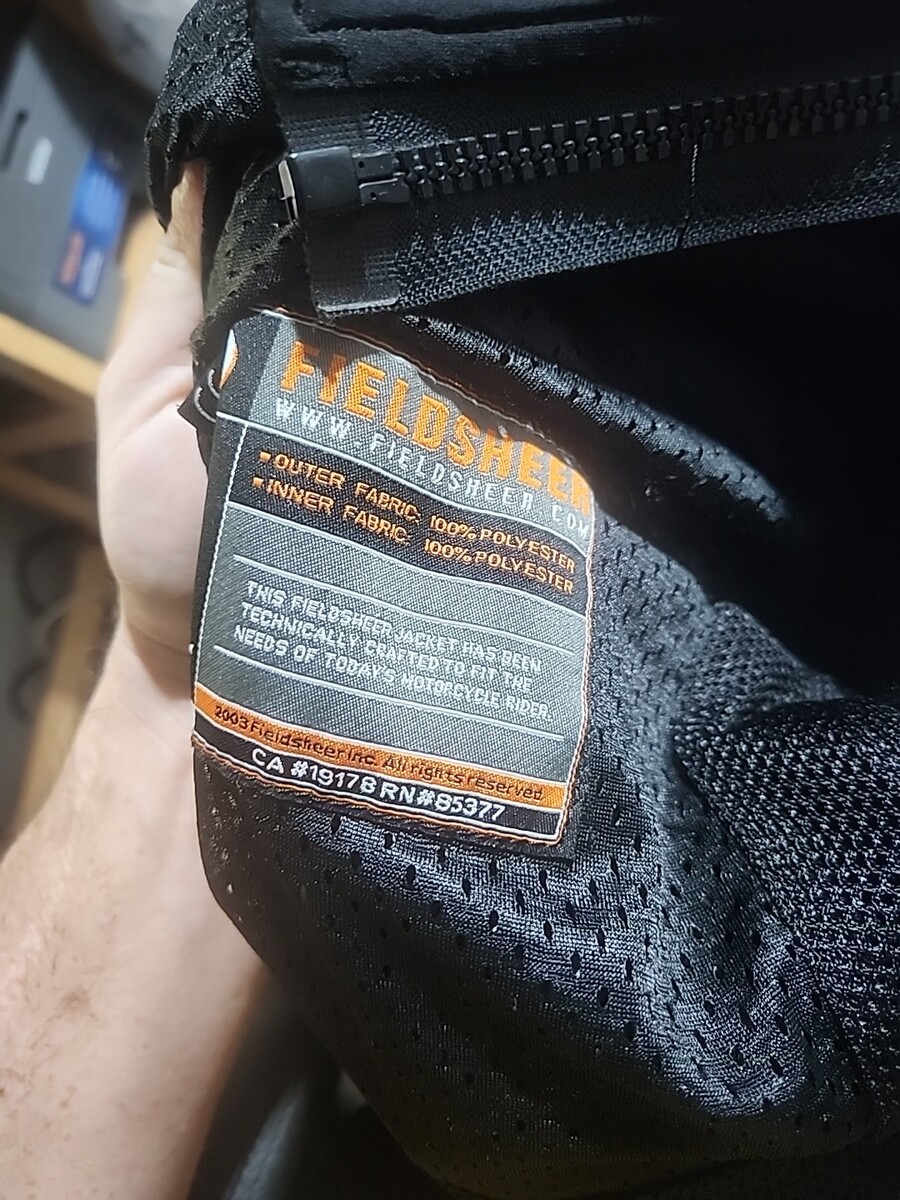 FIELDSHEER
WWW.FIELDSHEER.COM
▪OUTER FABRIC: 100% POLYESTER
▪INNER FABRIC: 100% POLYESTER
THIS FIELDSHEER JACKET HAS BEEN
TECHNICALLY CRAFTED TO FIT THE
NEEDS OF TODAY'S MOTORCYCLE RIDER.
2003 Fieldsheer Inc. All rights reserved
CA #19178 RN#85377